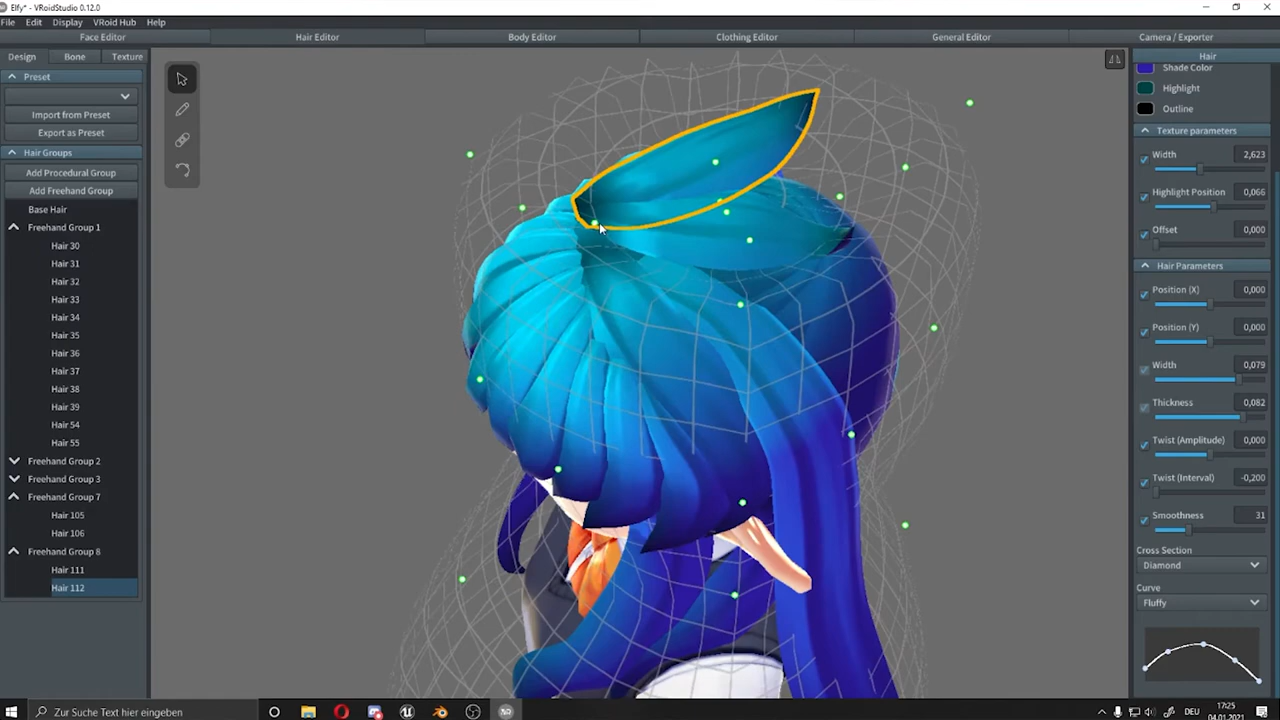 Elfy* - VRoidStudio 0.12.0
File Edit Display VRoid Hub Help
Face Editor Hair Editor Body Editor Clothing Editor General Editor Camera / Exporter
Design Bone Texture
Preset
Import from Preset
Export as Preset
Hair Groups
Add Procedural Group
Add Freehand Group
Base Hair
Freehand Group 1
Hair 30
Hair 31
Hair 32
Hair 33
Hair 34
Hair 35
Hair 36
Hair 37
Hair 38
Hair 39
Hair 54
Hair 55
Freehand Group 2
Freehand Group 3
Freehand Group 7
Hair 105
Hair 106
Freehand Group 8
Hair 111
Hair 112
Hair
Shade Color
Highlight
Outline
Texture parameters
Width 2,623
Highlight Position 0,066
Offset 0,000
Hair Parameters
Position (X) 0,000
Position (Y) 0,000
Width 0,079
Thickness 0,082
Twist (Amplitude) 0,000
Twist (Interval) -0,200
Smoothness 31
Cross Section
Diamond
Curve
Fluffy
Zur Suche Text hier eingeben
DEU
17:25
04.01.2021